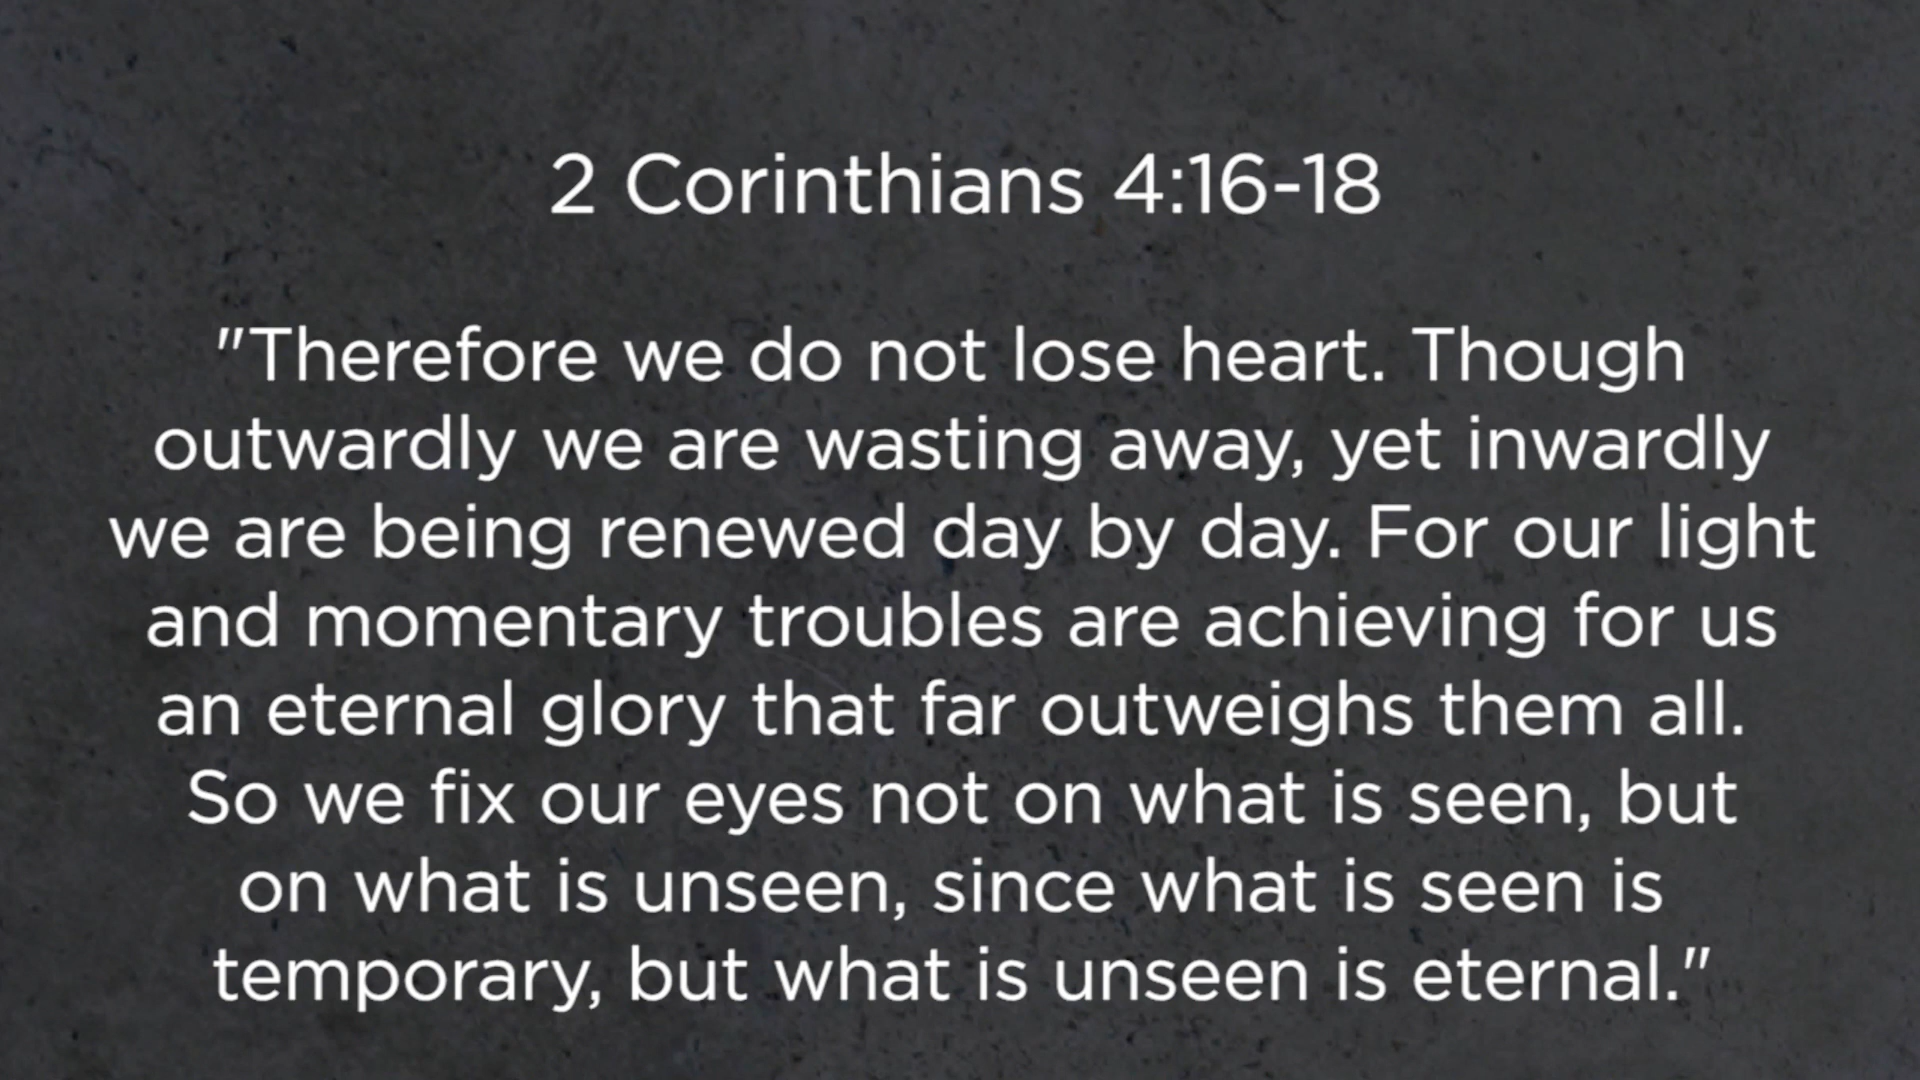 2 Corinthians 4:16-18
"Therefore we do not lose heart. Though
outwardly we are wasting away, yet inwardly
we are being renewed day by day. For our light
and momentary troubles are achieving for us
an eternal glory that far outweighs them all.
So we fix our eyes not on what is seen, but
on what is unseen, since what is seen is
temporary, but what is unseen is eternal."